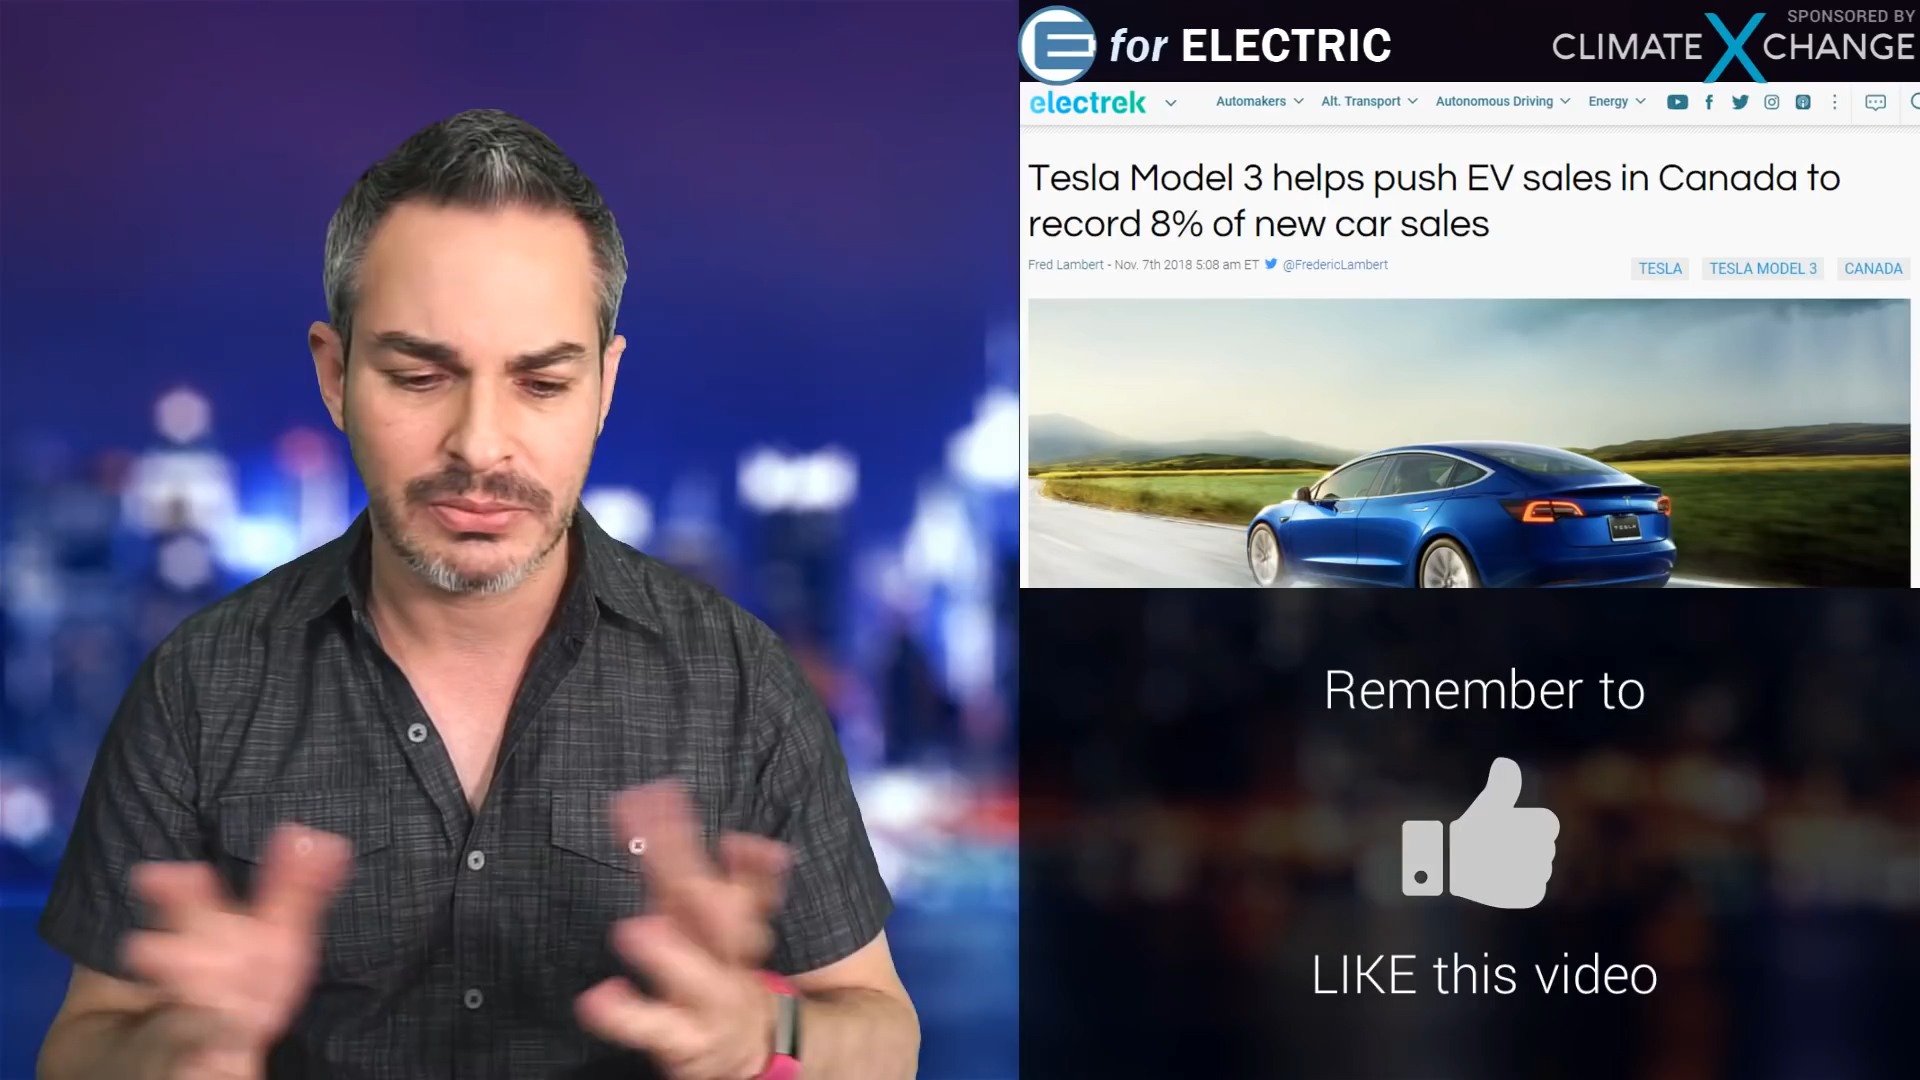 E for ELECTRIC
SPONSORED BY
CLIMATE XCHANGE
electrek
Automakers
Alt. Transport
Autonomous Driving
Energy
Tesla Model 3 helps push EV sales in Canada to
record 8% of new car sales
Fred Lambert - Nov. 7th 2018 5:08 am ET @FredericLambert
TESLA
TESLA MODEL 3
CANADA
TESLA
Remember to
LIKE this video